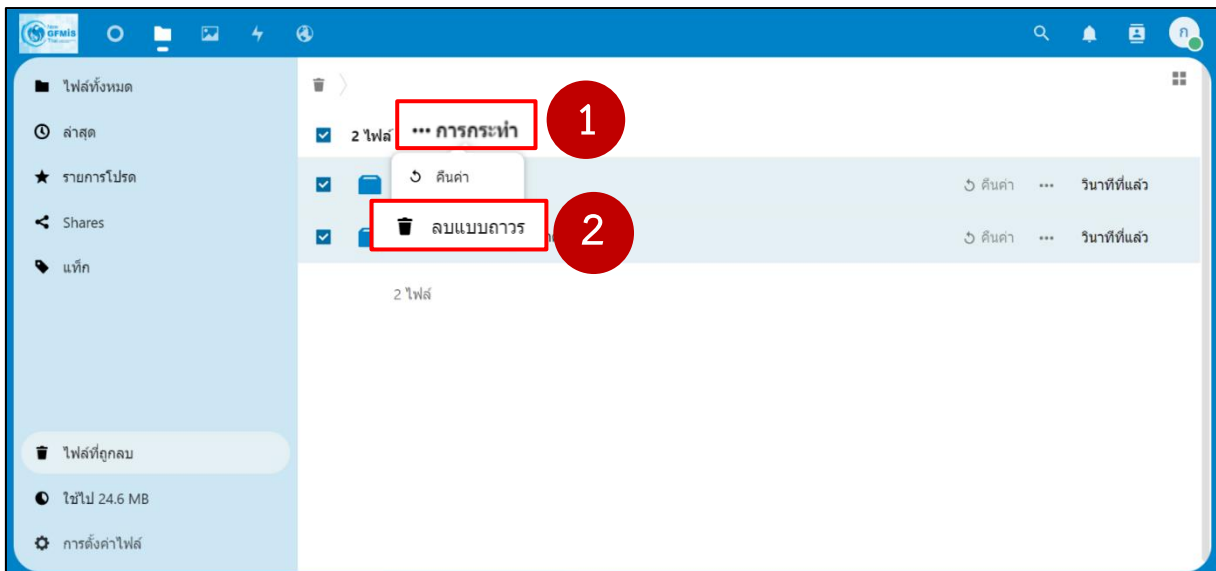 New
GFMIS
Thai
ก
ไฟล์ทั้งหมด
ล่าสุด
รายการโปรด
Shares
แท็ก
ไฟล์ที่ถูกลบ
ใช้ไป 24.6 MB
การตั้งค่าไฟล์
2 ไฟล์
••• การกระทำ
1
คืนค่า
ลบแบบถาวร
2
คืนค่า ••• วินาทีที่แล้ว
คืนค่า ••• วินาทีที่แล้ว
2 ไฟล์